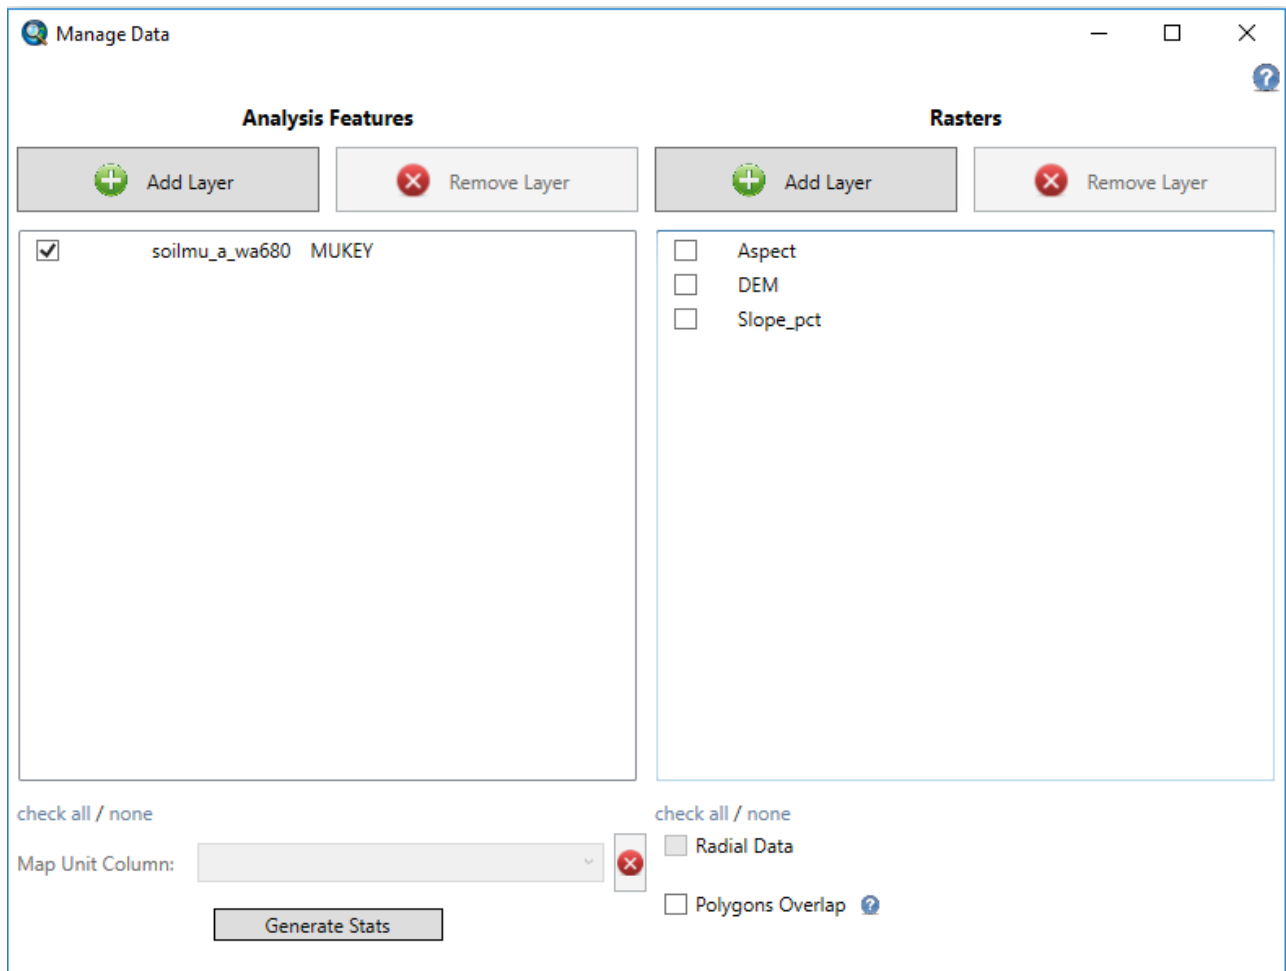 Manage Data
Analysis Features
Rasters
Add Layer
Remove Layer
Add Layer
Remove Layer
soilmu_a_wa680 MUKEY
Aspect
DEM
Slope_pct
check all / none
check all / none
Map Unit Column:
Radial Data
Polygons Overlap
Generate Stats